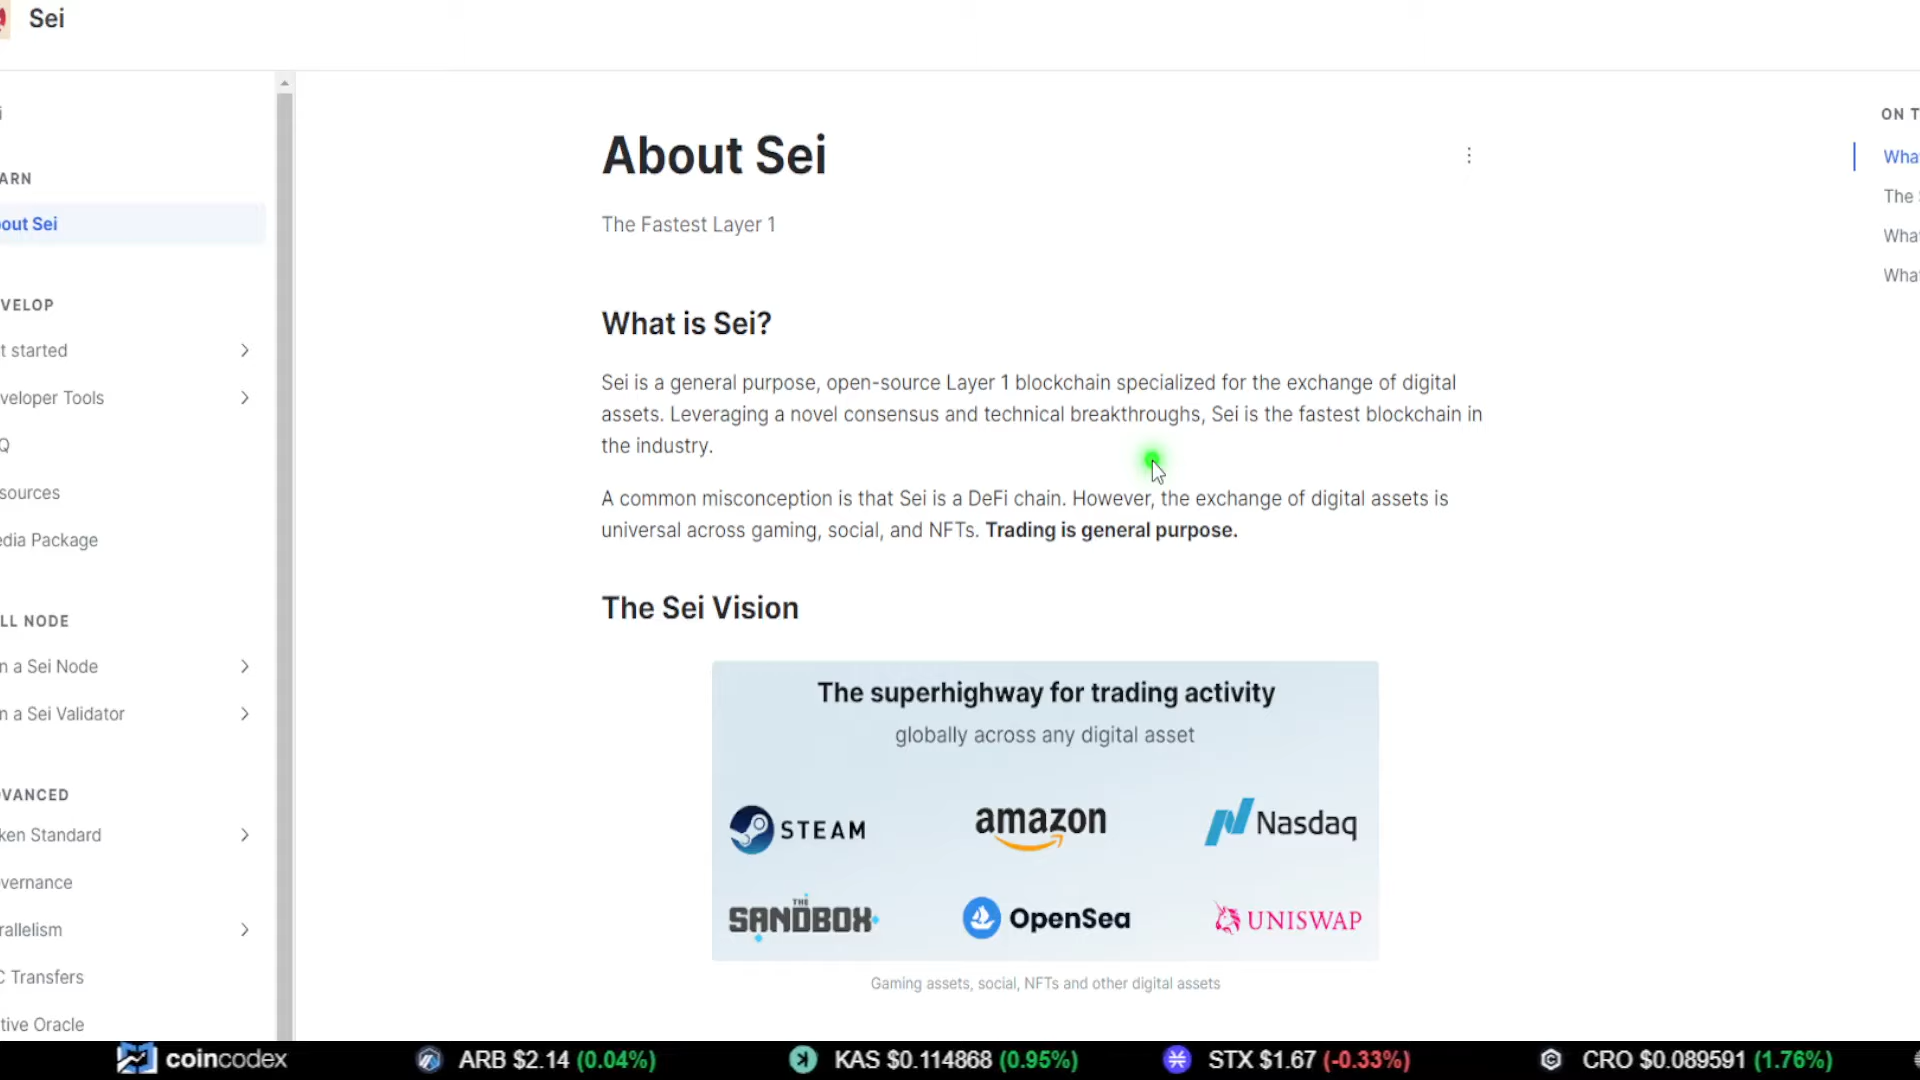 Sei
i
ARN
out Sei
VELOP
t started
veloper Tools
Q
sources
edia Package
LL NODE
n a Sei Node
n a Sei Validator
VANCED
ken Standard
vernance
rallelism
C Transfers
tive Oracle
About Sei
The Fastest Layer 1
What is Sei?
Sei is a general purpose, open-source Layer 1 blockchain specialized for the exchange of digital
assets. Leveraging a novel consensus and technical breakthroughs, Sei is the fastest blockchain in
the industry.
A common misconception is that Sei is a DeFi chain. However, the exchange of digital assets is
universal across gaming, social, and NFTs. Trading is general purpose.
The Sei Vision
The superhighway for trading activity
globally across any digital asset
STEAM
amazon
Nasdaq
THE
SANDBOX
OpenSea
UNISWAP
Gaming assets, social, NFTs and other digital assets
ON T
Wha
The
Wha
Wha
coincodex ARB $2.14 (0.04%) KAS $0.114868 (0.95%) STX $1.67 (-0.33%) CRO $0.089591 (1.76%)